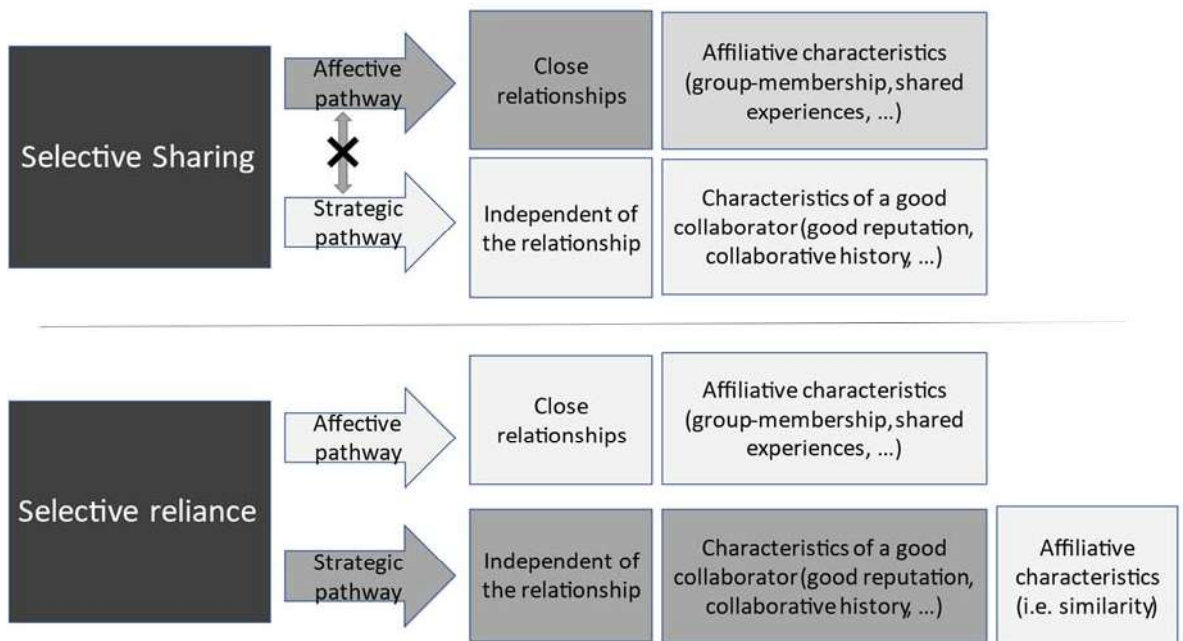 Selective Sharing
Affective
pathway
Strategic
pathway
Close
relationships
Affiliative characteristics
(group-membership, shared
experiences, ...)
Independent of
the relationship
Characteristics of a good
collaborator (good reputation,
collaborative history, ...)
Selective reliance
Affective
pathway
Strategic
pathway
Close
relationships
Affiliative characteristics
(group-membership, shared
experiences, ...)
Independent of
the relationship
Characteristics of a good
collaborator (good reputation,
collaborative history, ...)
Affiliative
characteristics
(i.e. similarity)